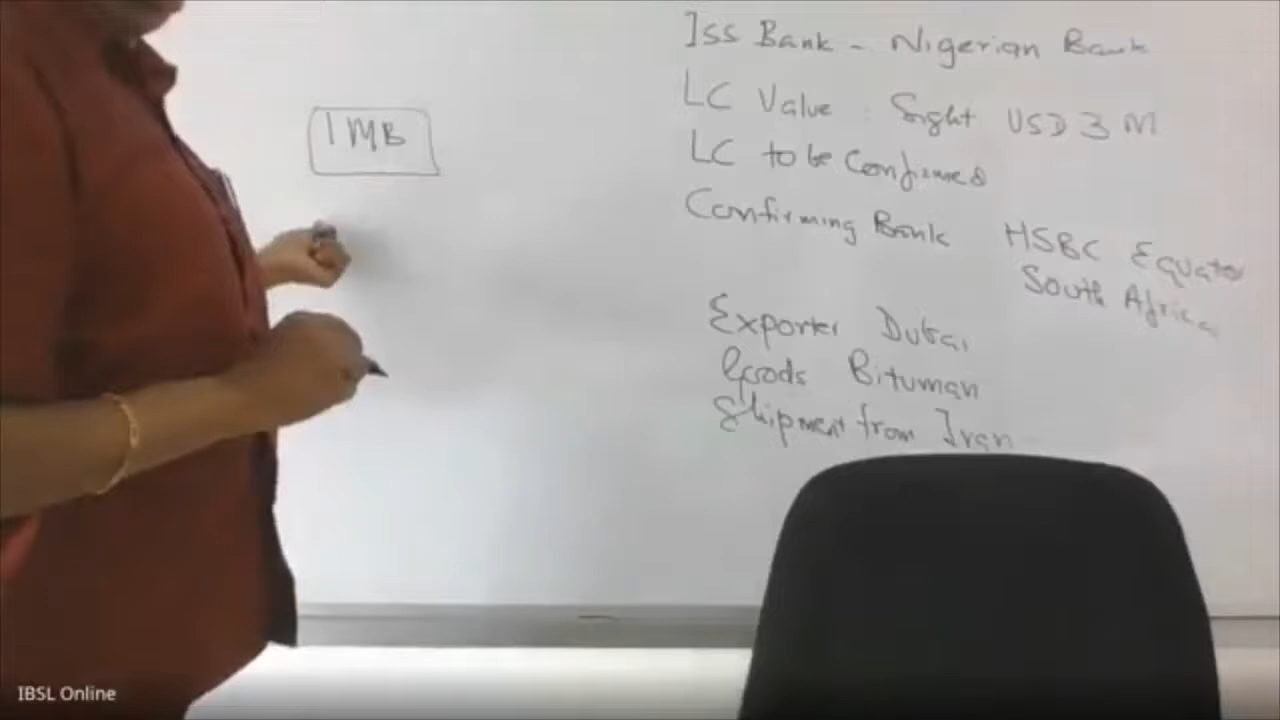 Iss Bank - Nigerian Bank
LC Value : Sight USD 3 M
LC to be Confirmed
Confirming Bank HSBC Equator
South Africa
Exporter Dubai
Goods Bituman
Shipment from Iran
IMB
IBSL Online